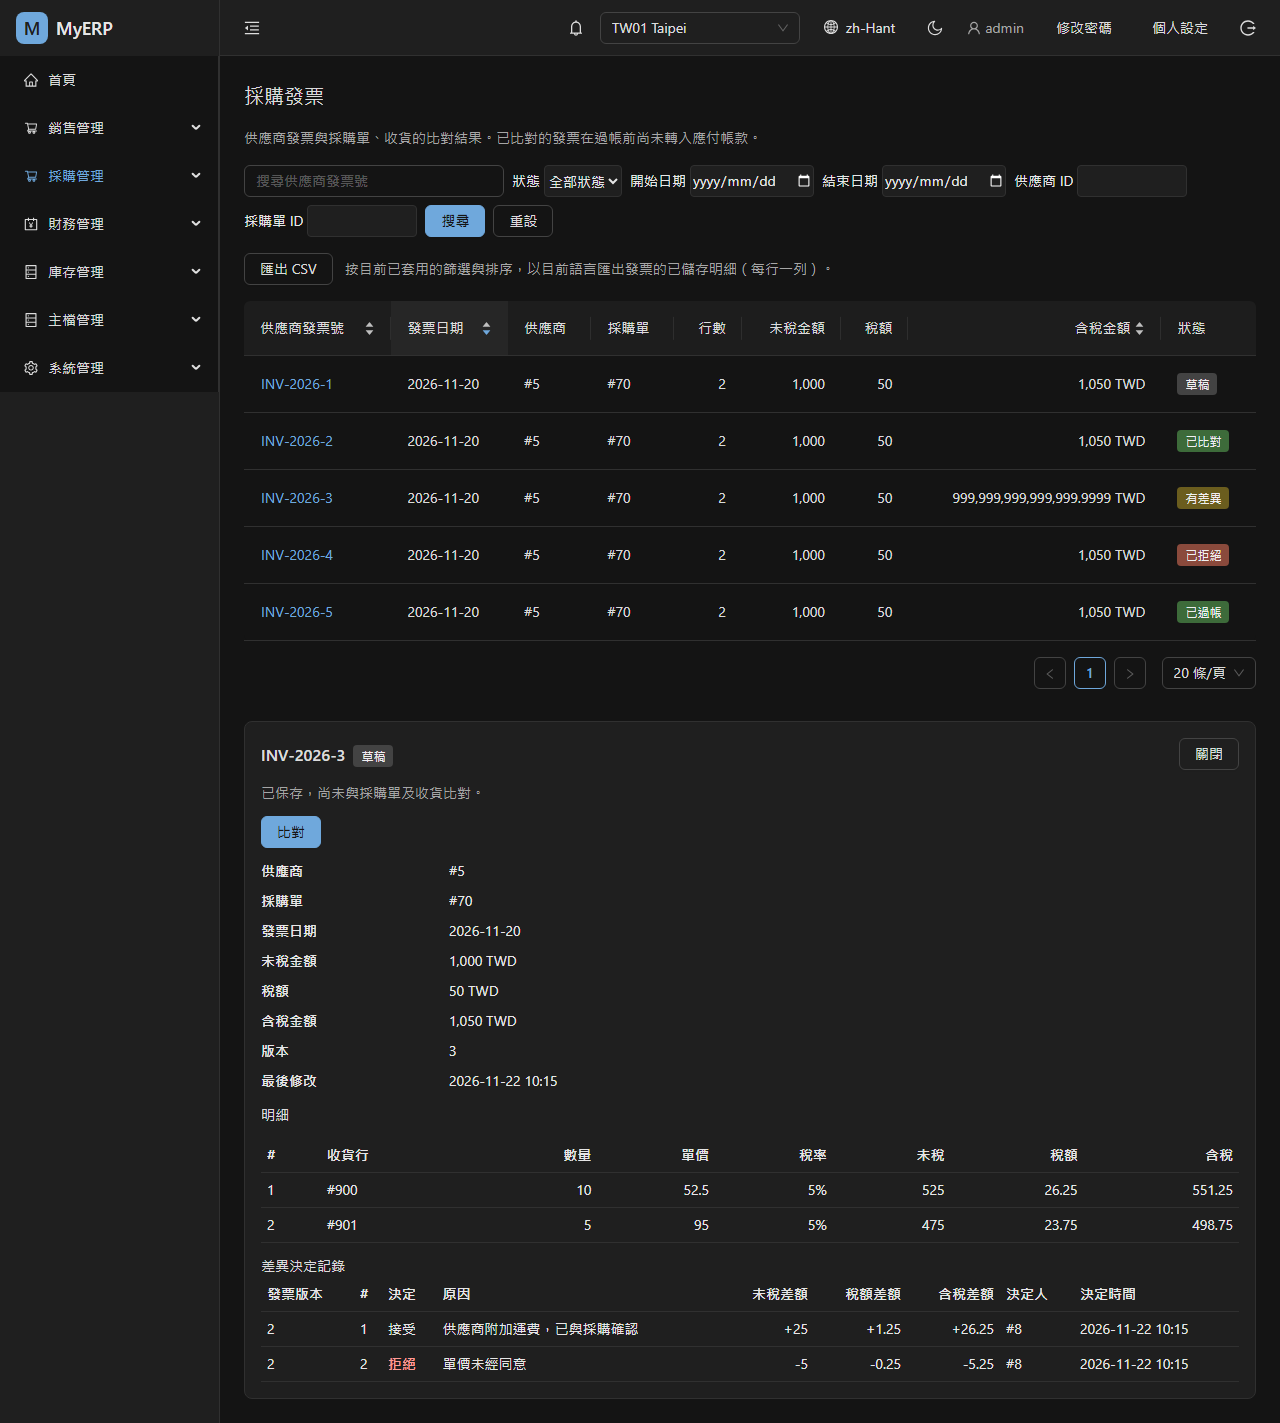 M MyERP
TW01 Taipei
zh-Hant
admin
修改密碼
個人設定
首頁
銷售管理
採購管理
財務管理
庫存管理
主檔管理
系統管理
採購發票
供應商發票與採購單、收貨的比對結果。已比對的發票在過帳前尚未轉入應付帳款。
搜尋供應商發票號 狀態 全部狀態 開始日期 yyyy/mm/dd 結束日期 yyyy/mm/dd 供應商 ID
採購單 ID 搜尋 重設
匯出 CSV 按目前已套用的篩選與排序，以目前語言匯出發票的已儲存明細（每行一列）。
供應商發票號 發票日期 供應商 採購單 行數 未稅金額 稅額 含稅金額 狀態
INV-2026-1 2026-11-20 #5 #70 2 1,000 50 1,050 TWD 草稿
INV-2026-2 2026-11-20 #5 #70 2 1,000 50 1,050 TWD 已比對
INV-2026-3 2026-11-20 #5 #70 2 1,000 50 999,999,999,999,999.9999 TWD 有差異
INV-2026-4 2026-11-20 #5 #70 2 1,000 50 1,050 TWD 已拒絕
INV-2026-5 2026-11-20 #5 #70 2 1,000 50 1,050 TWD 已過帳
< 1 > 20 條/頁
INV-2026-3 草稿 關閉
已保存，尚未與採購單及收貨比對。
比對
供應商 #5
採購單 #70
發票日期 2026-11-20
未稅金額 1,000 TWD
稅額 50 TWD
含稅金額 1,050 TWD
版本 3
最後修改 2026-11-22 10:15
明細
# 收貨行 數量 單價 稅率 未稅 稅額 含稅
1 #900 10 52.5 5% 525 26.25 551.25
2 #901 5 95 5% 475 23.75 498.75
差異決定記錄
發票版本 # 決定 原因 未稅差額 稅額差額 含稅差額 決定人 決定時間
2 1 接受 供應商附加運費，已與採購確認 +25 +1.25 +26.25 #8 2026-11-22 10:15
2 2 拒絕 單價未經同意 -5 -0.25 -5.25 #8 2026-11-22 10:15